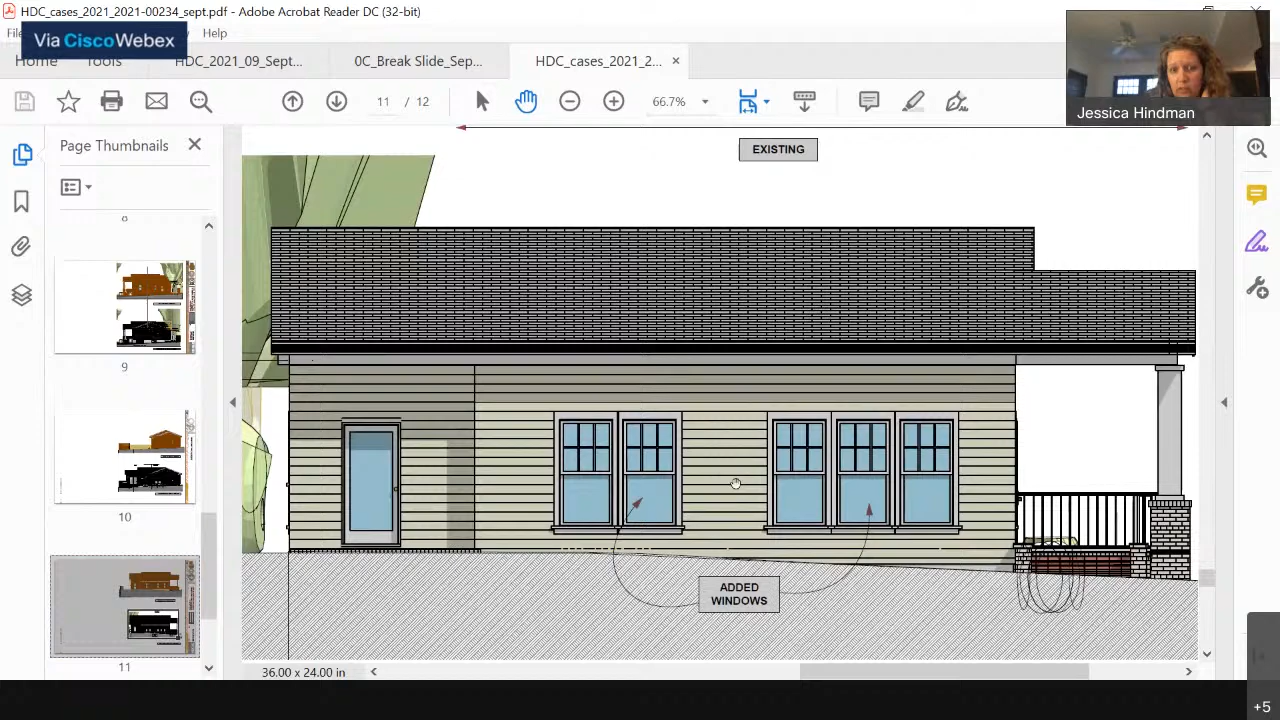 HDC_cases_2021_2021-00234_sept.pdf - Adobe Acrobat Reader DC (32-bit)
Help
Via Cisco Webex
Home
Tools
HDC_2021_09_Sept...
0C_Break Slide_Sep...
HDC_cases_2021_2...
11 / 12
66.7%
Jessica Hindman
Page Thumbnails
EXISTING
9
10
11
ADDED
WINDOWS
36.00 x 24.00 in
+5